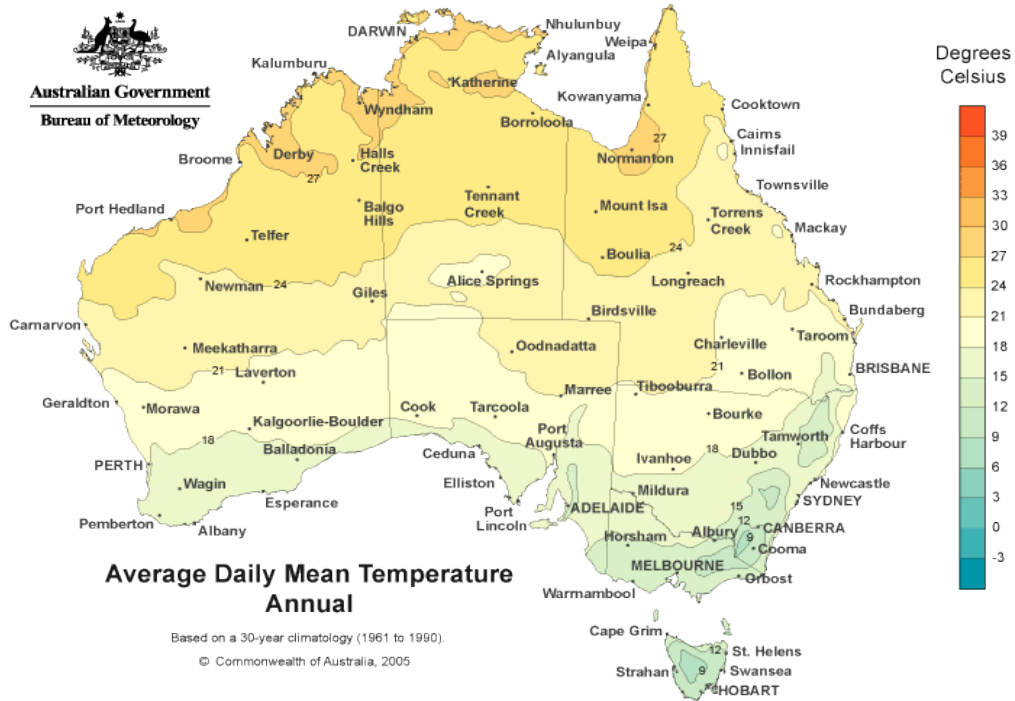 Australian Government
Bureau of Meteorology
DARWIN
Nhulunbuy
Weipa
Alyangula
Kalumburu
Katherine
Kowanyama
Wyndham
Cooktown
Borroloola
27
Cairns
Innisfail
Broome
Derby
Halls
Creek
Normanton
27
Townsville
Tennant
Creek
Mount Isa
Port Hedland
Balgo
Hills
Torrens
Creek
Mackay
Telfer
Boulia
24
Newman
24
Alice Springs
Longreach
Rockhampton
Giles
Birdsville
Bundaberg
Carnarvon
Meekatharra
Oodnadatta
Charleville
Taroom
21
Laverton
21
Bollon
BRISBANE
Marree
Tibooburra
Geraldton
Morawa
Cook
Tarcoola
Bourke
Kalgoorlie-Boulder
Port
Augusta
Tamworth
Coffs
Harbour
18
Balladonia
Ceduna
Ivanhoe
18
Dubbo
PERTH
Wagin
Elliston
Mildura
Newcastle
SYDNEY
Esperance
Port
Lincoln
ADELAIDE
15
Pemberton
Albany
12
Albury
CANBERRA
Horsham
9
Cooma
MELBOURNE
Orbost
Warrnambool
Cape Grim
12
St. Helens
Strahan
9
Swansea
HOBART
Average Daily Mean Temperature
Annual
Based on a 30-year climatology (1961 to 1990).
© Commonwealth of Australia, 2005
Degrees
Celsius
39
36
33
30
27
24
21
18
15
12
9
6
3
0
-3